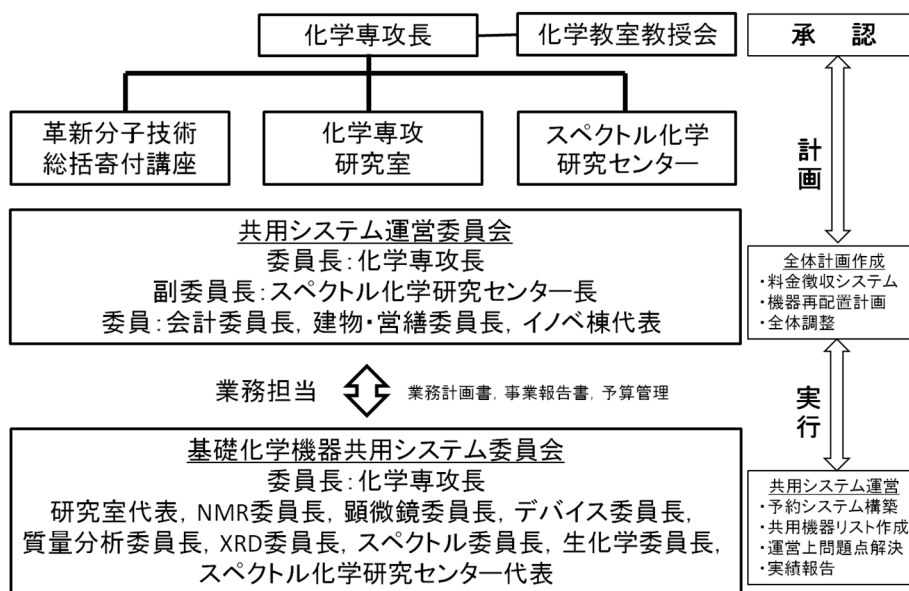 化学専攻長
化学教室教授会
承　認
革新分子技術
総括寄付講座
化学専攻
研究室
スペクトル化学
研究センター
計画
共用システム運営委員会
委員長：化学専攻長
副委員長：スペクトル化学研究センター長
委員：会計委員長, 建物・営繕委員長, イノベ棟代表
全体計画作成
・料金徴収システム
・機器再配置計画
・全体調整
業務担当
業務計画書, 事業報告書, 予算管理
実行
基礎化学機器共用システム委員会
委員長：化学専攻長
研究室代表, NMR委員長, 顕微鏡委員長, デバイス委員長,
質量分析委員長, XRD委員長, スペクトル委員長, 生化学委員長,
スペクトル化学研究センター代表
共用システム運営
・予約システム構築
・共用機器リスト作成
・運営上問題点解決
・実績報告